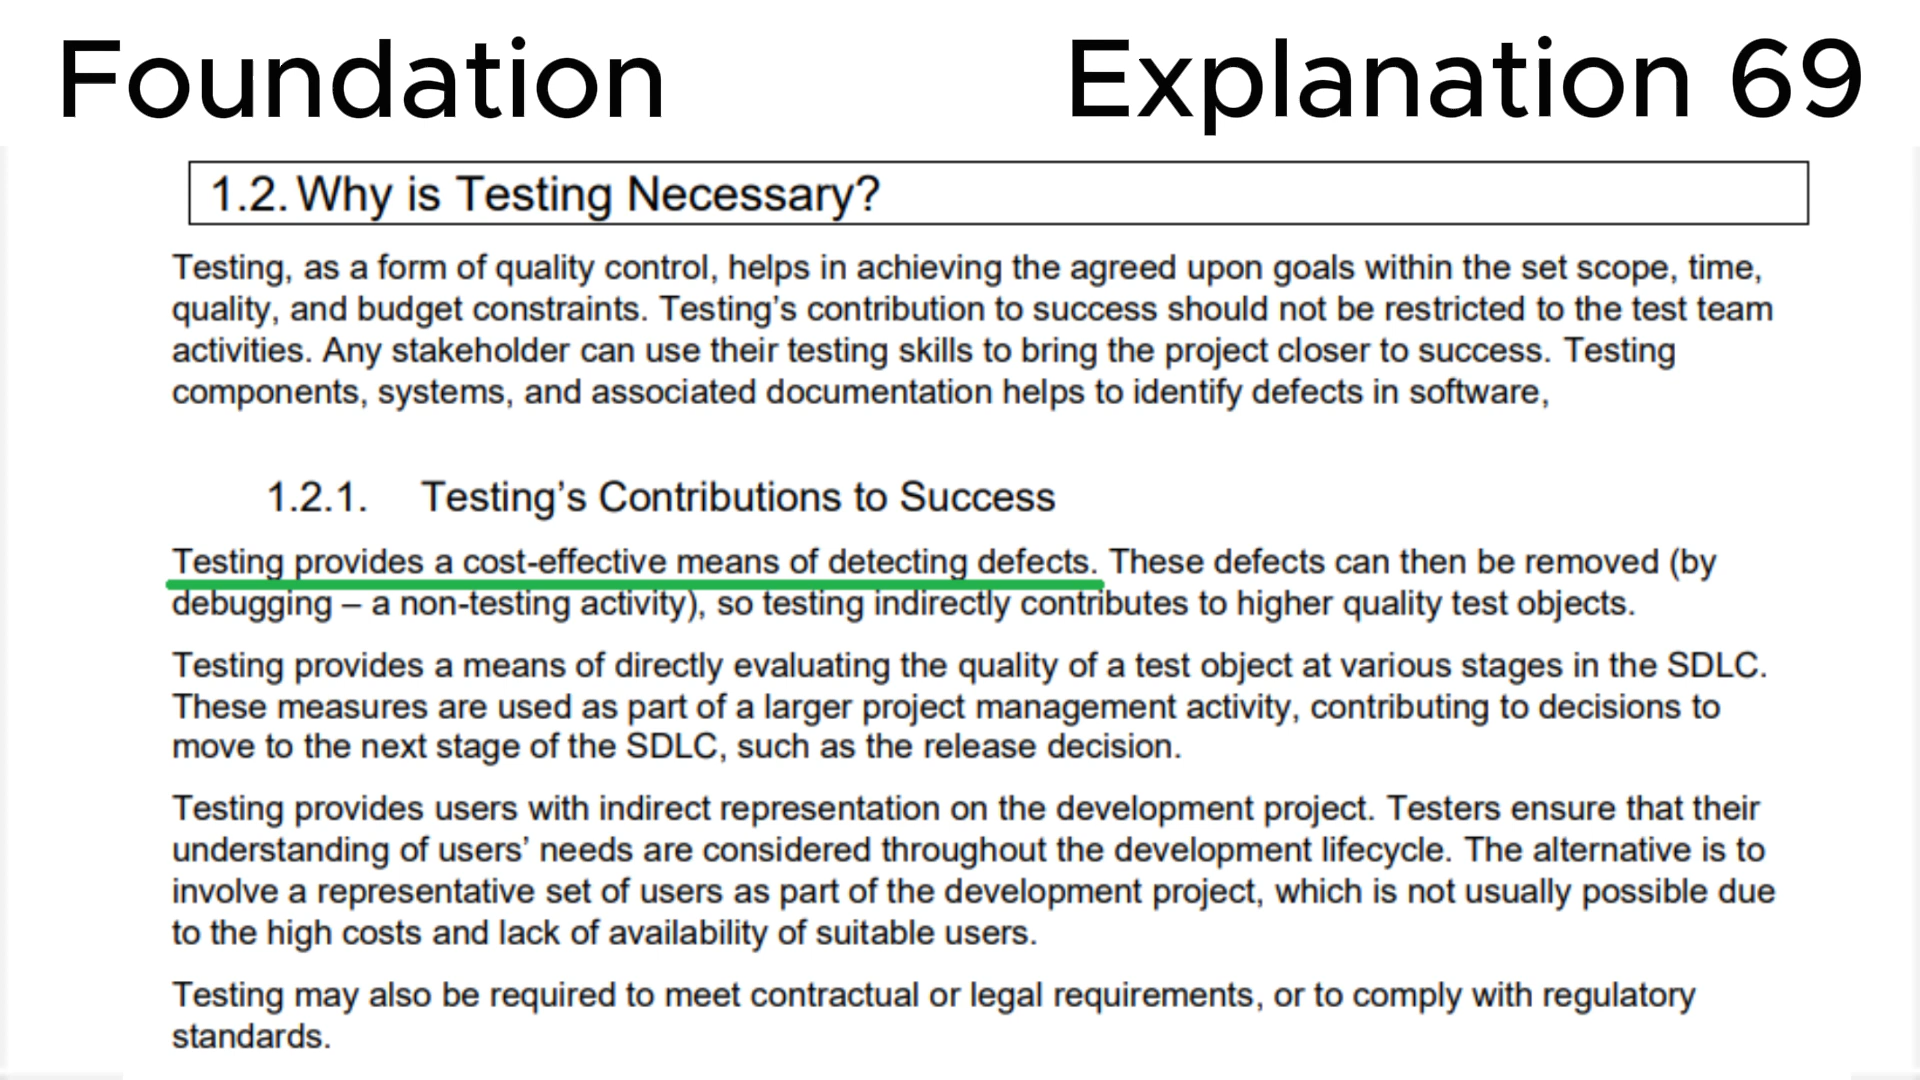 Foundation
Explanation 69
1.2. Why is Testing Necessary?
Testing, as a form of quality control, helps in achieving the agreed upon goals within the set scope, time,
quality, and budget constraints. Testing’s contribution to success should not be restricted to the test team
activities. Any stakeholder can use their testing skills to bring the project closer to success. Testing
components, systems, and associated documentation helps to identify defects in software,
1.2.1. Testing’s Contributions to Success
Testing provides a cost-effective means of detecting defects. These defects can then be removed (by
debugging – a non-testing activity), so testing indirectly contributes to higher quality test objects.
Testing provides a means of directly evaluating the quality of a test object at various stages in the SDLC.
These measures are used as part of a larger project management activity, contributing to decisions to
move to the next stage of the SDLC, such as the release decision.
Testing provides users with indirect representation on the development project. Testers ensure that their
understanding of users’ needs are considered throughout the development lifecycle. The alternative is to
involve a representative set of users as part of the development project, which is not usually possible due
to the high costs and lack of availability of suitable users.
Testing may also be required to meet contractual or legal requirements, or to comply with regulatory
standards.